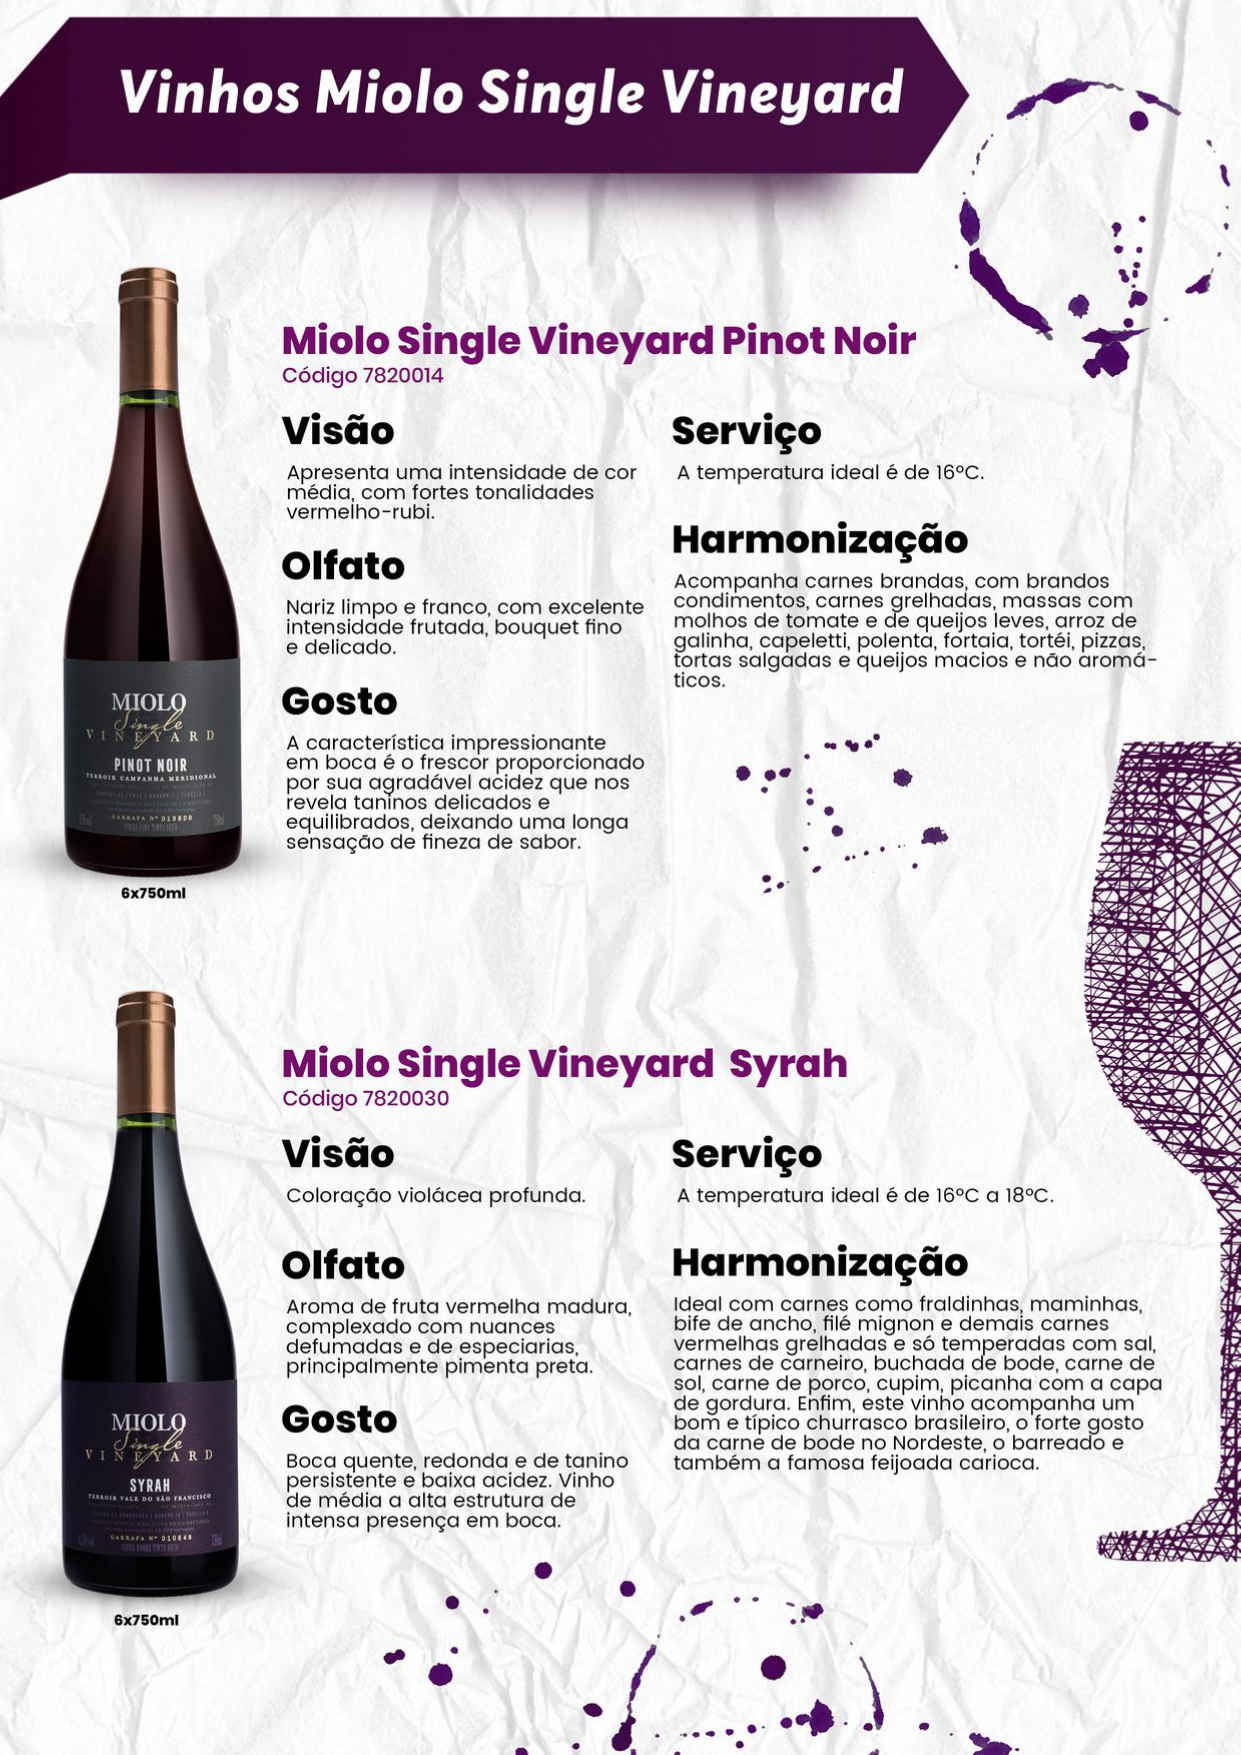 Vinhos Miolo Single Vineyard
Miolo Single Vineyard Pinot Noir
Código 7820014
Visão
Apresenta uma intensidade de cor
média, com fortes tonalidades
vermelho-rubi.
Olfato
Nariz limpo e franco, com excelente
intensidade frutada, bouquet fino
e delicado.
Gosto
A característica impressionante
em boca é o frescor proporcionado
por sua agradável acidez que nos
revela taninos delicados e
equilibrados, deixando uma longa
sensação de fineza de sabor.
Serviço
A temperatura ideal é de 16°C.
Harmonização
Acompanha carnes brandas, com brandos
condimentos, carnes grelhadas, massas com
molhos de tomate e de queijos leves, arroz de
galinha, capeletti, polenta, fortaia, tortéi, pizzas,
tortas salgadas e queijos macios e não aromá-
ticos.
MIOLO
Single
VINEYARD
PINOT NOIR
TERROIR CAMPANHA MERIDIONAL
6x750ml
Miolo Single Vineyard Syrah
Código 7820030
Visão
Coloração violácea profunda.
Olfato
Aroma de fruta vermelha madura,
complexado com nuances
defumadas e de especiarias,
principalmente pimenta preta.
Gosto
Boca quente, redonda e de tanino
persistente e baixa acidez. Vinho
de média a alta estrutura de
intensa presença em boca.
Serviço
A temperatura ideal é de 16°C a 18°C.
Harmonização
Ideal com carnes como fraldinhas, maminhas,
bife de ancho, filé mignon e demais carnes
vermelhas grelhadas e só temperadas com sal,
carnes de carneiro, buchada de bode, carne de
sol, carne de porco, cupim, picanha com a capa
de gordura. Enfim, este vinho acompanha um
bom e típico churrasco brasileiro, o forte gosto
da carne de bode no Nordeste, o barreado e
também a famosa feijoada carioca.
MIOLO
Single
VINEYARD
SYRAH
TERROIR VALE DO SÃO FRANCISCO
6x750ml